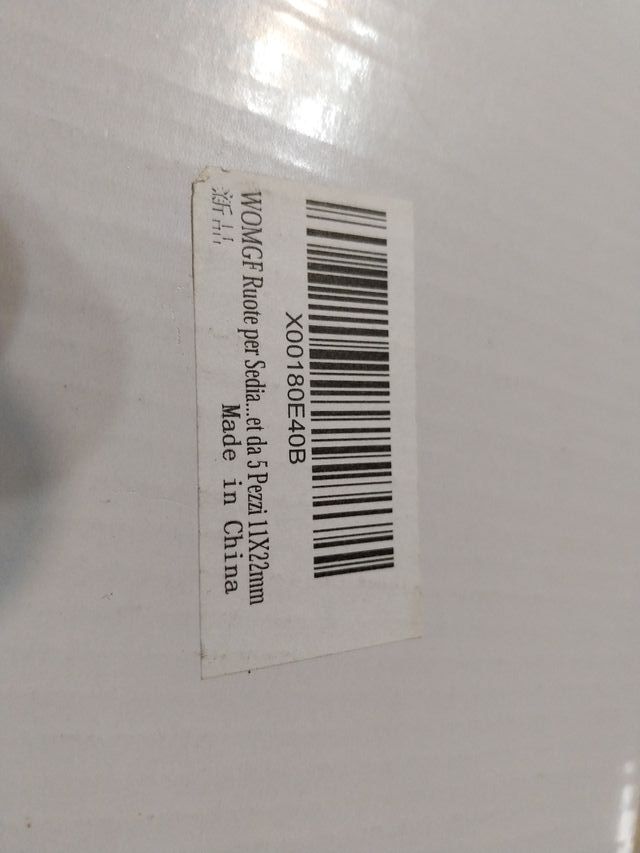 X00180E40B
WOMGF Ruote per Sedia...et da 5 Pezzi 11X22mm
Made in China